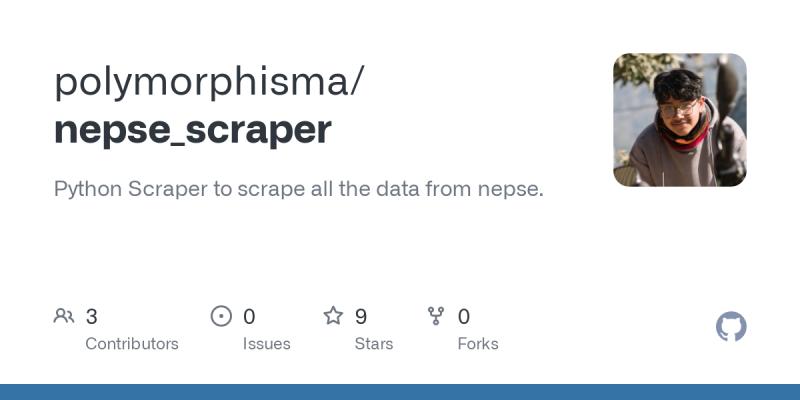 polymorphisma/
nepse_scraper
Python Scraper to scrape all the data from nepse.
3 0 9 0
Contributors Issues Stars Forks